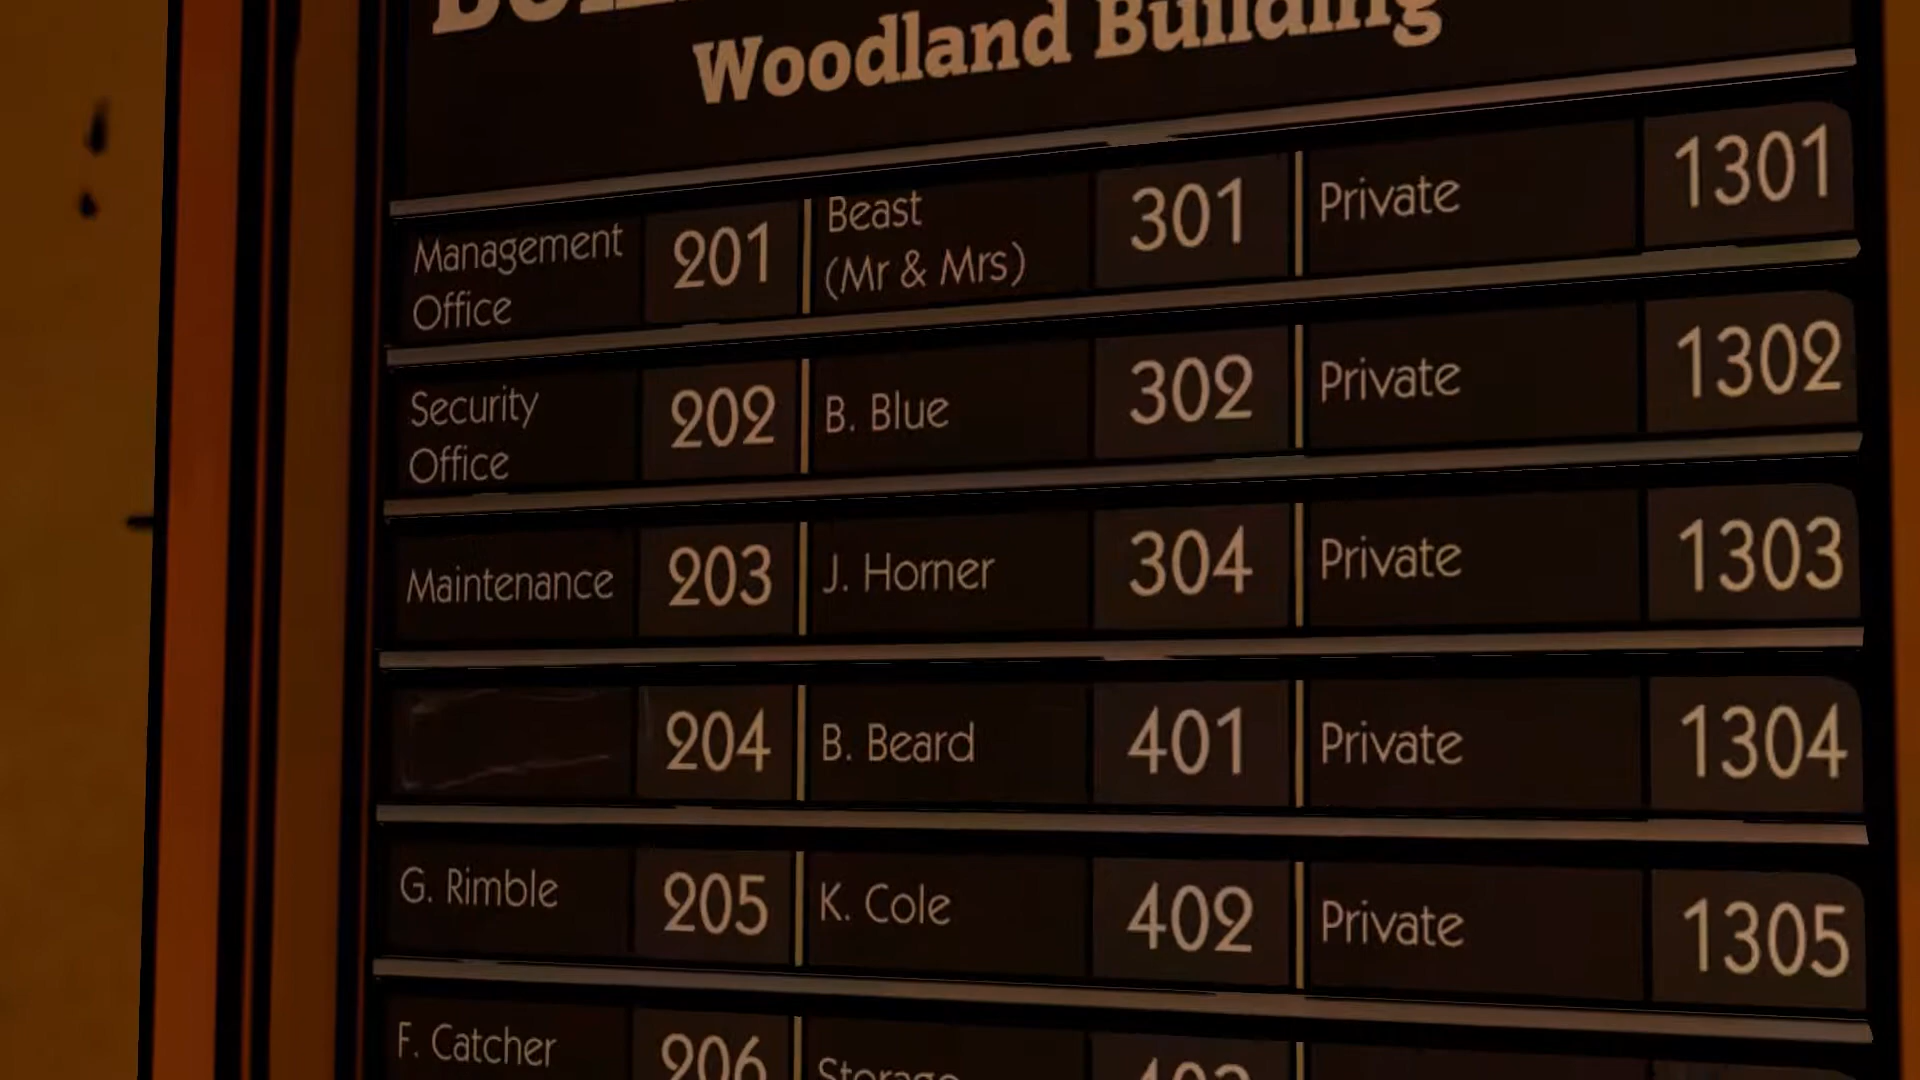 Woodland Building
Management Office 201 Beast (Mr & Mrs) 301 Private 1301
Security Office 202 B. Blue 302 Private 1302
Maintenance 203 J. Horner 304 Private 1303
204 B. Beard 401 Private 1304
G. Rimble 205 K. Cole 402 Private 1305
F. Catcher 206 Storage